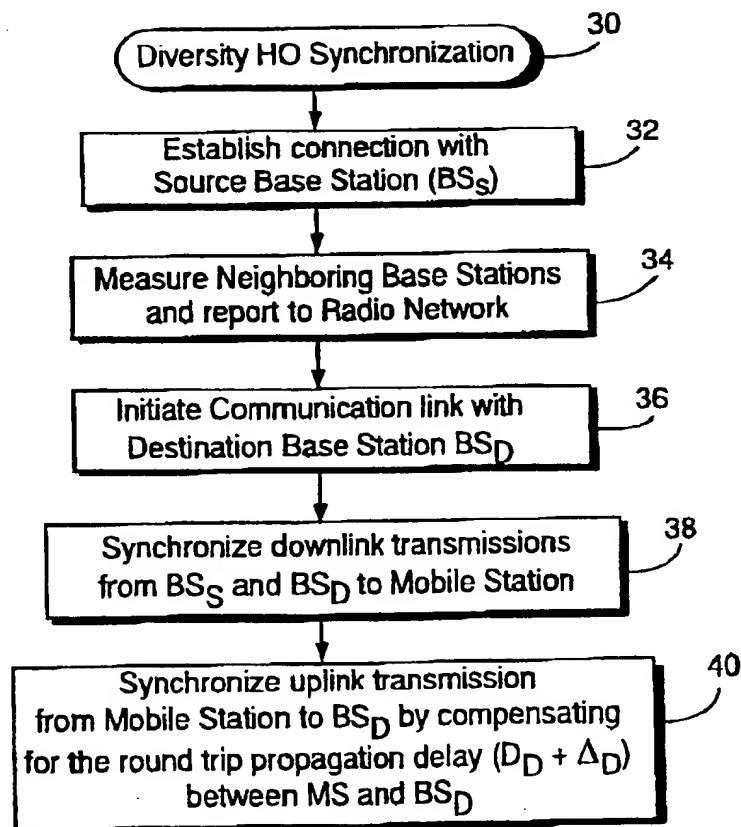 Diversity HO Synchronization
30
Establish connection with
Source Base Station (BSS)
32
Measure Neighboring Base Stations
and report to Radio Network
34
Initiate Communication link with
Destination Base Station BSD
36
Synchronize downlink transmissions
from BSS and BSD to Mobile Station
38
Synchronize uplink transmission
from Mobile Station to BSD by compensating
for the round trip propagation delay (DD + ΔD)
between MS and BSD
40